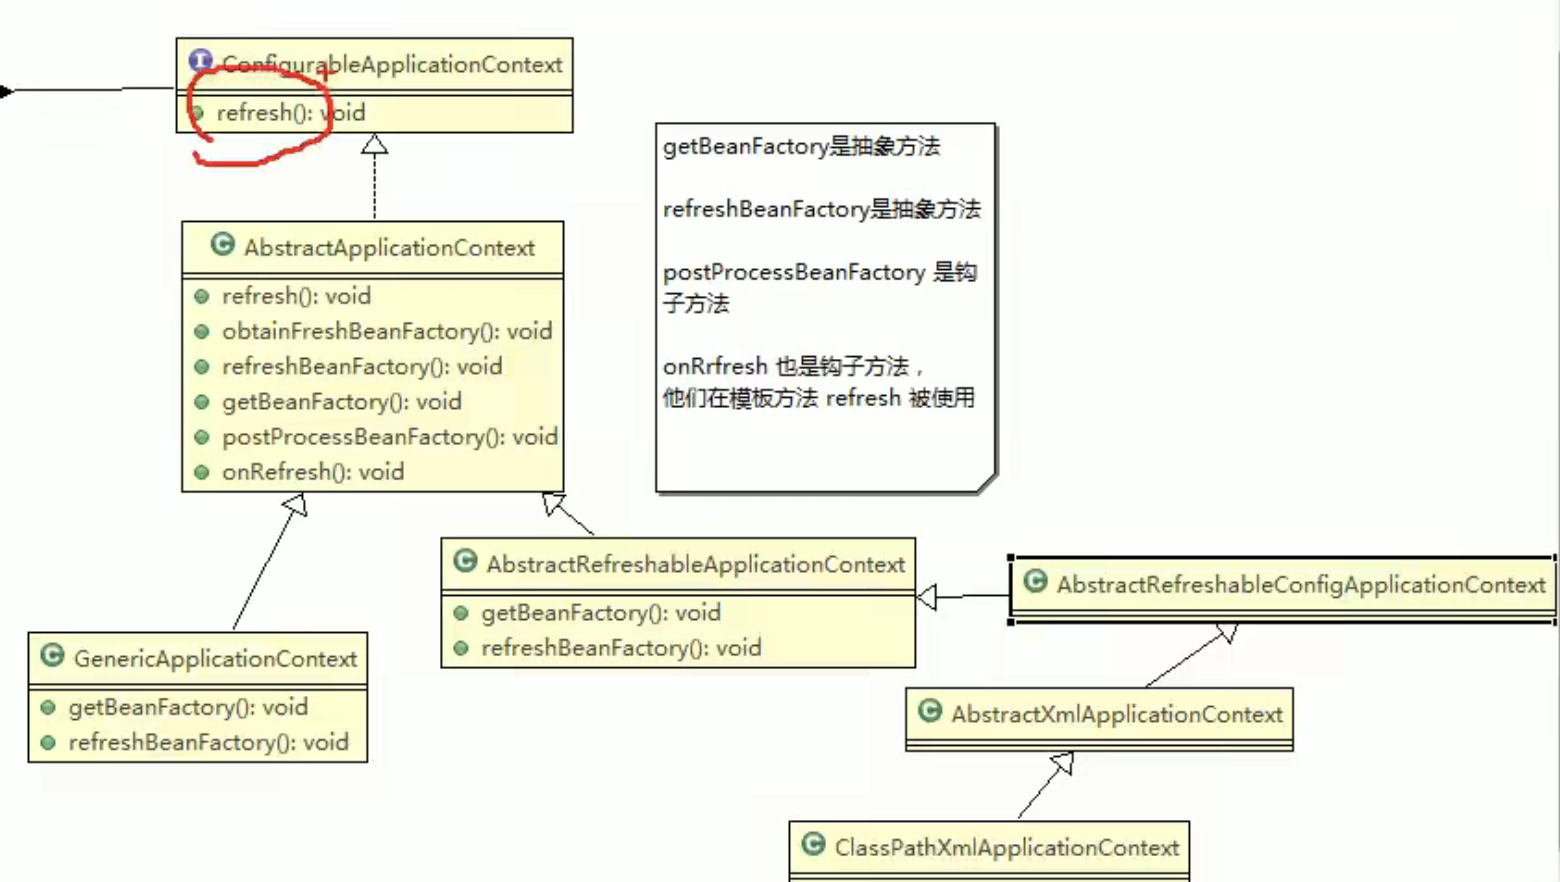 ConfigurableApplicationContext
refresh(): void
getBeanFactory是抽象方法
refreshBeanFactory是抽象方法
postProcessBeanFactory 是钩
子方法
onRrfresh 也是钩子方法，
他们在模板方法 refresh 被使用
AbstractApplicationContext
refresh(): void
obtainFreshBeanFactory(): void
refreshBeanFactory(): void
getBeanFactory(): void
postProcessBeanFactory(): void
onRefresh(): void
AbstractRefreshableApplicationContext
getBeanFactory(): void
refreshBeanFactory(): void
AbstractRefreshableConfigApplicationContext
GenericApplicationContext
getBeanFactory(): void
refreshBeanFactory(): void
AbstractXmlApplicationContext
ClassPathXmlApplicationContext